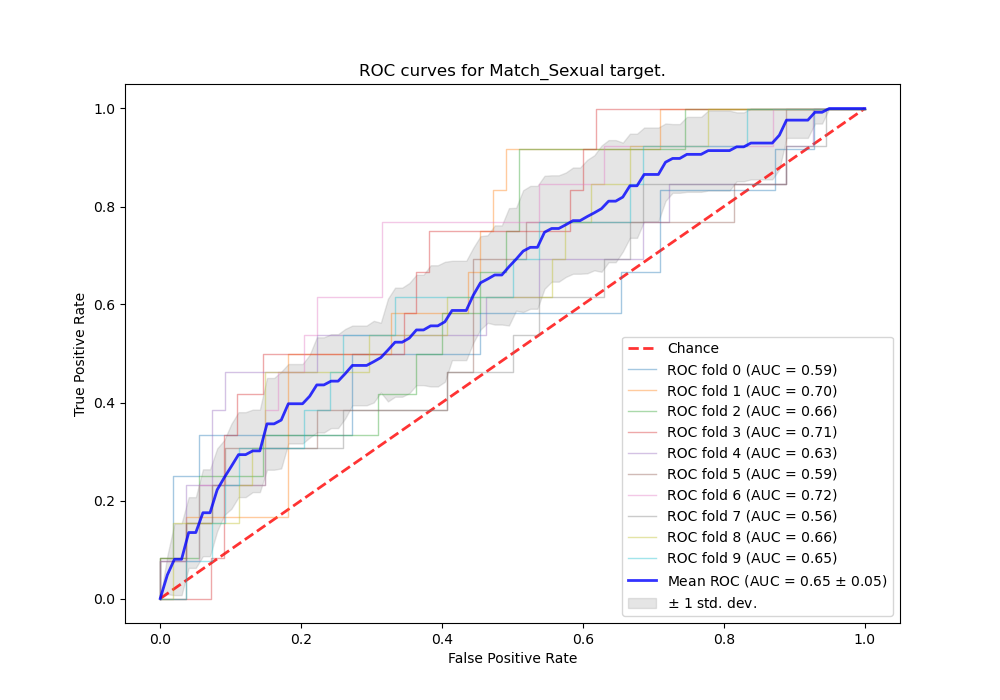 ROC curves for Match_Sexual target.
True Positive Rate
1.0
0.8
0.6
0.4
0.2
0.0
0.0 0.2 0.4 0.6 0.8 1.0
False Positive Rate
Chance
ROC fold 0 (AUC = 0.59)
ROC fold 1 (AUC = 0.70)
ROC fold 2 (AUC = 0.66)
ROC fold 3 (AUC = 0.71)
ROC fold 4 (AUC = 0.63)
ROC fold 5 (AUC = 0.59)
ROC fold 6 (AUC = 0.72)
ROC fold 7 (AUC = 0.56)
ROC fold 8 (AUC = 0.66)
ROC fold 9 (AUC = 0.65)
Mean ROC (AUC = 0.65 ± 0.05)
± 1 std. dev.